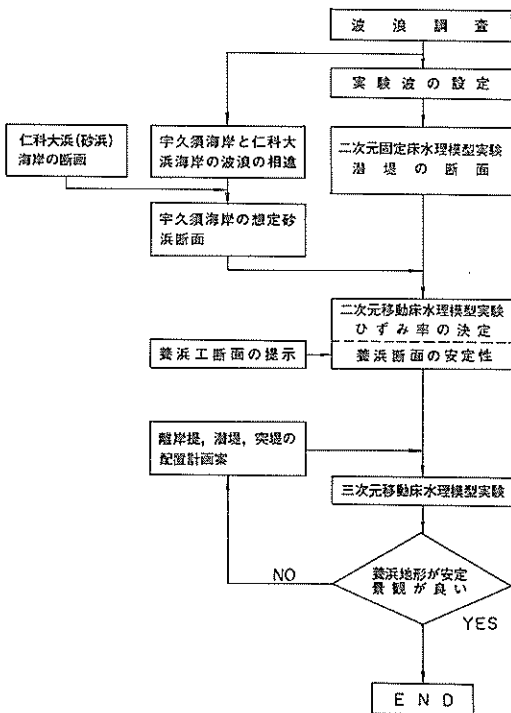 波浪調査
実験波の設定
仁科大浜(砂浜)
海岸の断面
宇久須海岸と仁科大
浜海岸の波浪の相違
二次元固定床水理模型実験
潜堤の断面
宇久須海岸の想定砂
浜断面
二次元移動床水理模型実験
ひずみ率の決定
養浜工断面の提示
養浜断面の安定性
離岸堤,潜堤,突堤の
配置計画案
三次元移動床水理模型実験
養浜地形が安定
景観が良い
NO
YES
END